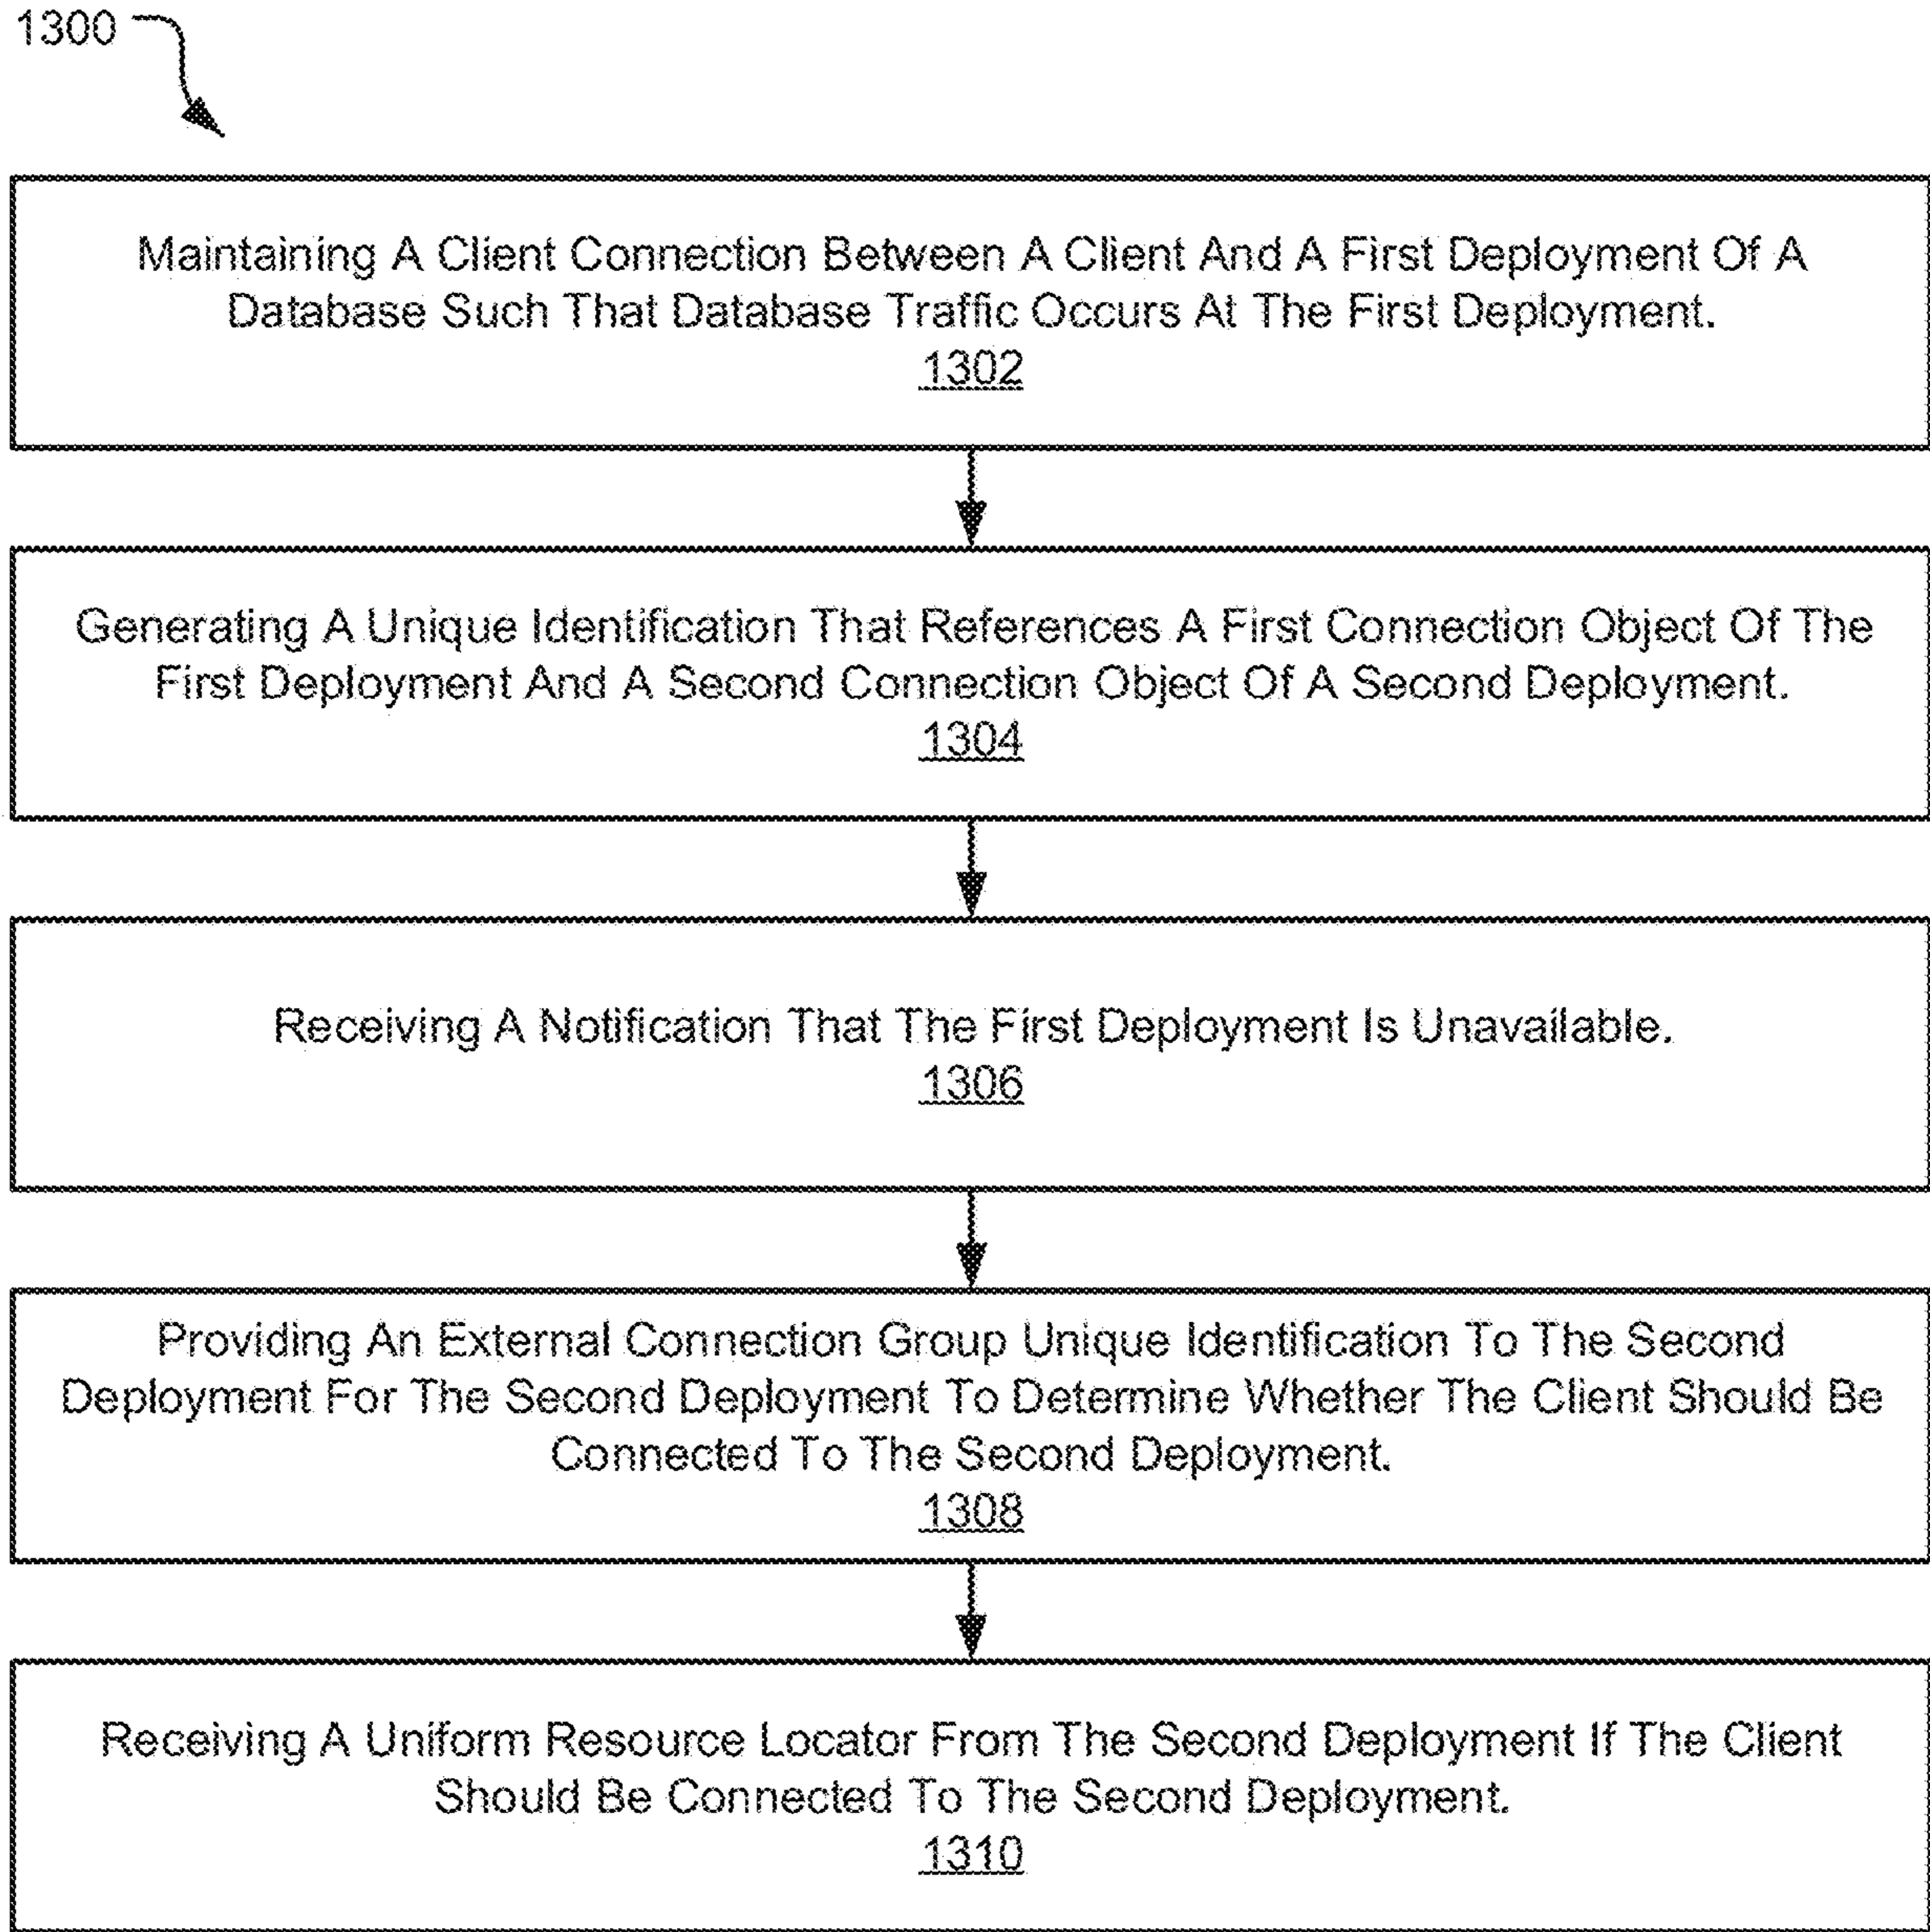 1300
Maintaining A Client Connection Between A Client And A First Deployment Of A
Database Such That Database Traffic Occurs At The First Deployment.
1302
Generating A Unique Identification That References A First Connection Object Of The
First Deployment And A Second Connection Object Of A Second Deployment.
1304
Receiving A Notification That The First Deployment Is Unavailable.
1306
Providing An External Connection Group Unique Identification To The Second
Deployment For The Second Deployment To Determine Whether The Client Should Be
Connected To The Second Deployment.
1308
Receiving A Uniform Resource Locator From The Second Deployment If The Client
Should Be Connected To The Second Deployment.
1310